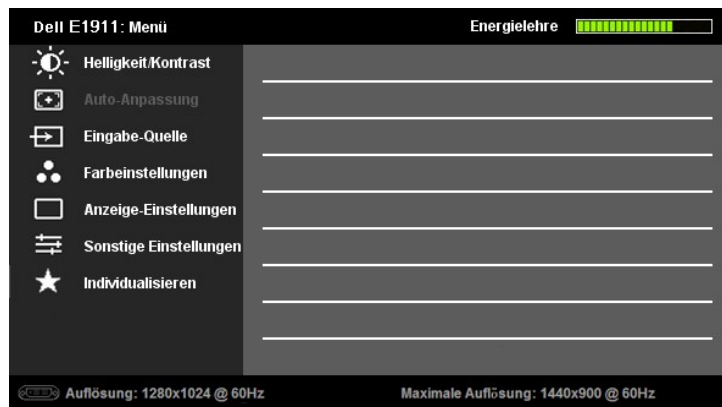 Dell E1911: Menü Energielehre
Helligkeit/Kontrast
Auto-Anpassung
Eingabe-Quelle
Farbeinstellungen
Anzeige-Einstellungen
Sonstige Einstellungen
Individualisieren
Auflösung: 1280x1024 @ 60Hz Maximale Auflösung: 1440x900 @ 60Hz